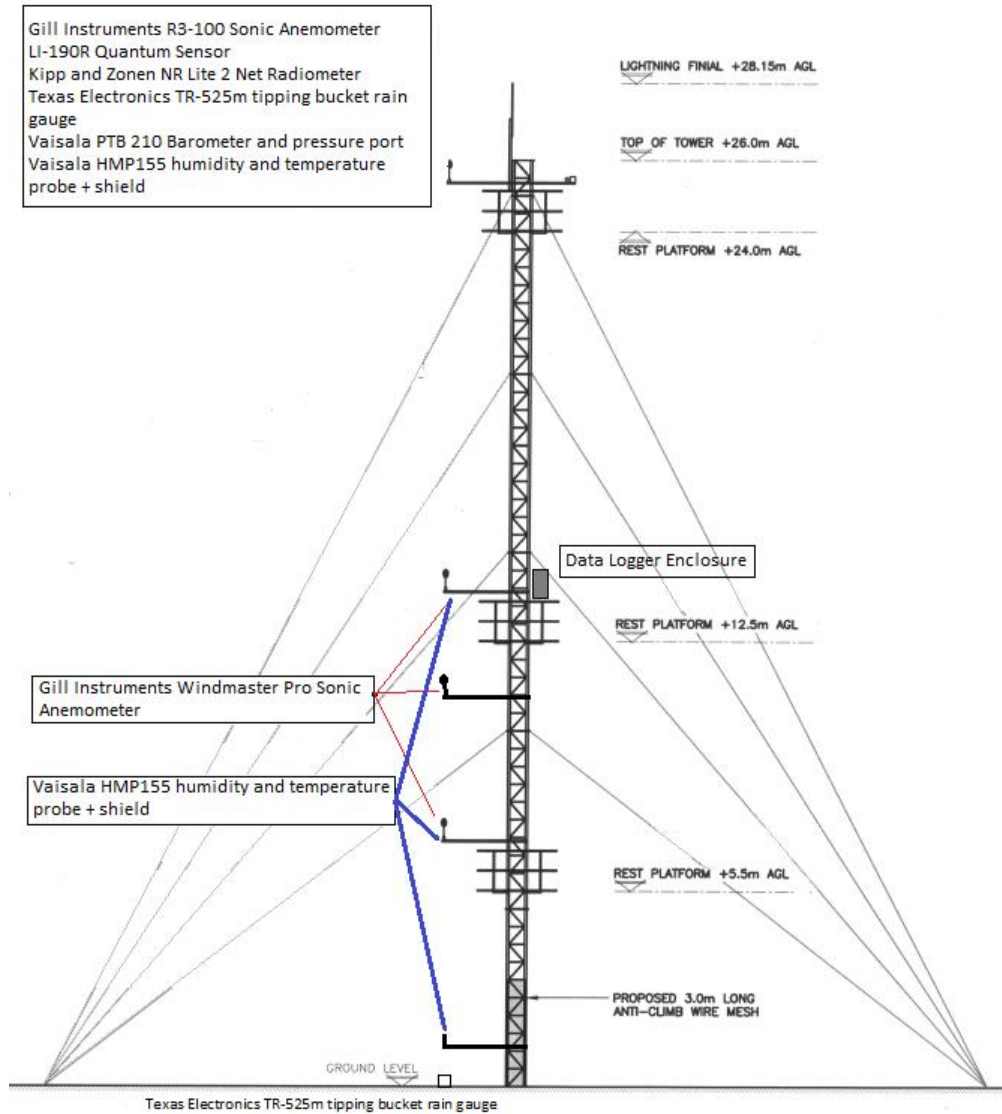 Gill Instruments R3-100 Sonic Anemometer
LI-190R Quantum Sensor
Kipp and Zonen NR Lite 2 Net Radiometer
Texas Electronics TR-525m tipping bucket rain
gauge
Vaisala PTB 210 Barometer and pressure port
Vaisala HMP155 humidity and temperature
probe + shield
LIGHTNING FINIAL +28.15m AGL
TOP OF TOWER +26.0m AGL
REST PLATFORM +24.0m AGL
Data Logger Enclosure
REST PLATFORM +12.5m AGL
Gill Instruments Windmaster Pro Sonic
Anemometer
Vaisala HMP155 humidity and temperature
probe + shield
REST PLATFORM +5.5m AGL
PROPOSED 3.0m LONG
ANTI-CLIMB WIRE MESH
GROUND LEVEL
Texas Electronics TR-525m tipping bucket rain gauge